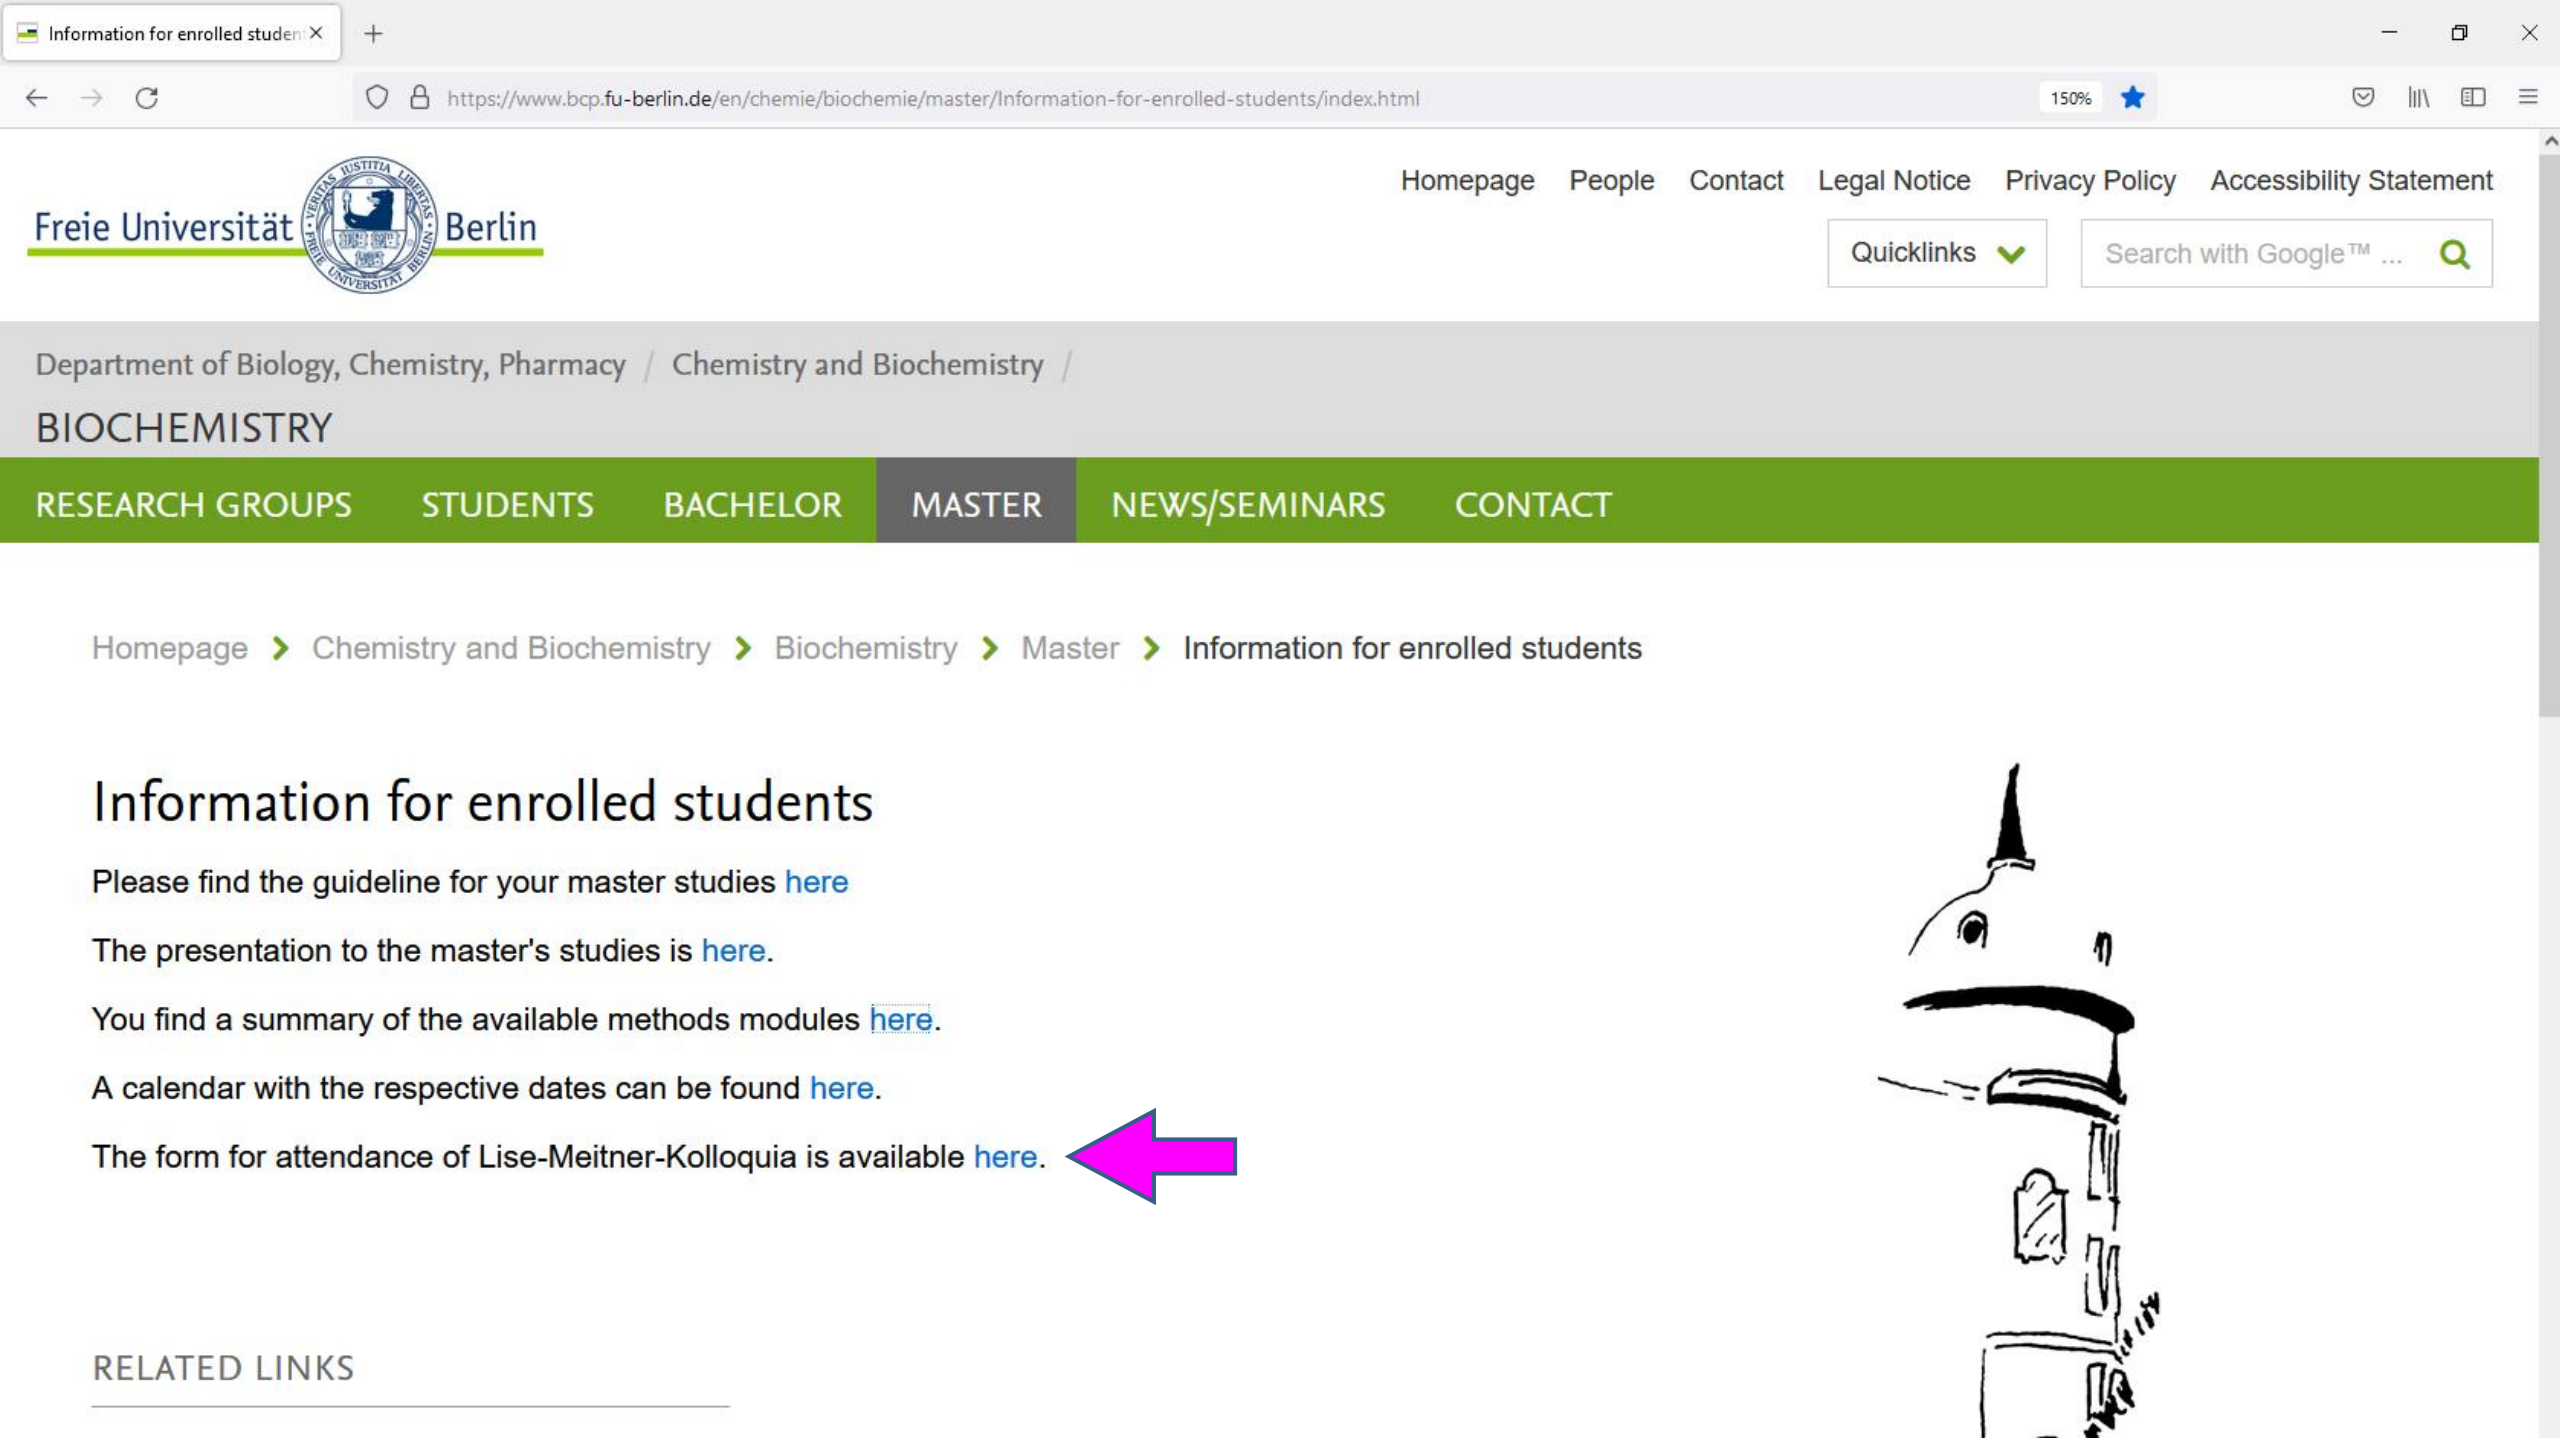 Information for enrolled studen
https://www.bcp.fu-berlin.de/en/chemie/biochemie/master/Information-for-enrolled-students/index.html
150%
Freie Universität Berlin
VERITAS IUSTITIA LIBERTAS
FREIE UNIVERSITÄT BERLIN
Homepage People Contact Legal Notice Privacy Policy Accessibility Statement
Quicklinks
Search with Google™ ...
Department of Biology, Chemistry, Pharmacy / Chemistry and Biochemistry /
BIOCHEMISTRY
RESEARCH GROUPS STUDENTS BACHELOR MASTER NEWS/SEMINARS CONTACT
Homepage Chemistry and Biochemistry Biochemistry Master Information for enrolled students
Information for enrolled students
Please find the guideline for your master studies here
The presentation to the master's studies is here.
You find a summary of the available methods modules here.
A calendar with the respective dates can be found here.
The form for attendance of Lise-Meitner-Kolloquia is available here.
RELATED LINKS